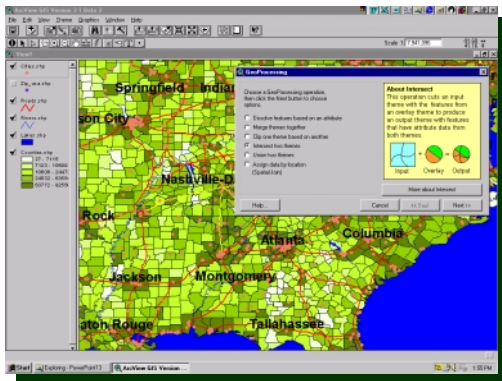 ArcView GIS Version 3.1 Beta 3
File Edit View Theme Graphics Window Help
Scale 1:
View1
Cities.shp
Roads.shp
Rivers.shp
Lakes.shp
Counties.shp
Springfield
Nashville-D
Rock
Atlanta
Columbia
Jackson
Montgomery
aton Rouge
Tallahassee
GeoProcessing
Choose a GeoProcessing operation,
then click the Next button to choose
options.
Dissolve features based on an attribute
Merge themes together
Clip one theme based on another
Intersect two themes
Union two themes
Assign data by location
(Spatial Join)
About Intersect
This operation cuts an input
theme with the features from
an overlay theme to produce
an output theme with features
that have attribute data from
both themes.
Input Overlay Output
More about Intersect
Help...
Cancel
Next >>
Start
Exploring - PowerPoint13
ArcView GIS Version ...
1:55 PM